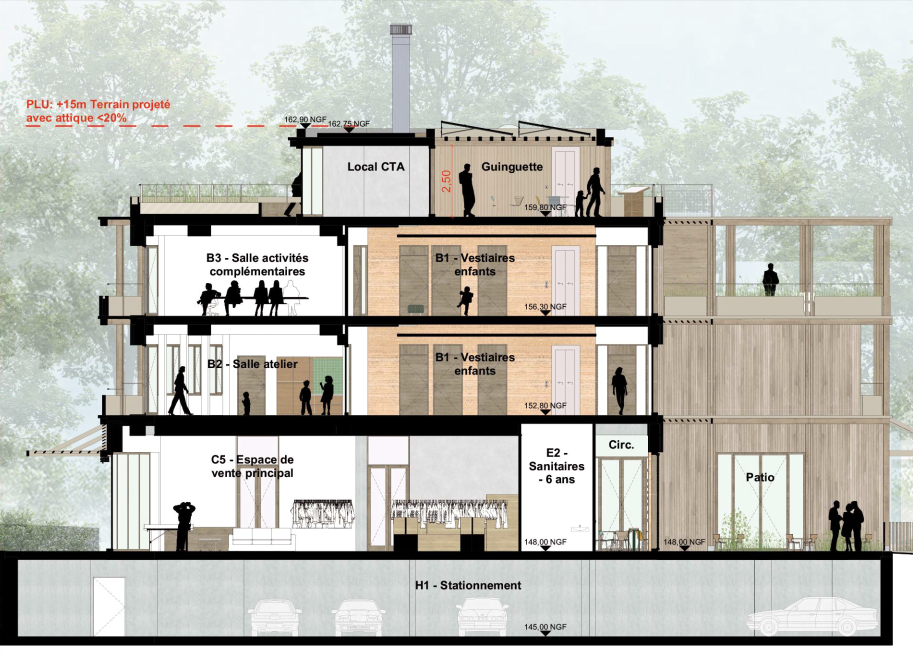 PLU: +15m Terrain projeté
avec attique <20%
162,90 NGF
162,75 NGF
Local CTA
Guinguette
2,50
159,80 NGF
B3 - Salle activités
complémentaires
B1 - Vestiaires
enfants
156,30 NGF
B2 - Salle atelier
B1 - Vestiaires
enfants
152,80 NGF
C5 - Espace de
vente principal
E2 -
Sanitaires
- 6 ans
Circ.
Patio
148,00 NGF
148,00 NGF
H1 - Stationnement
145,00 NGF